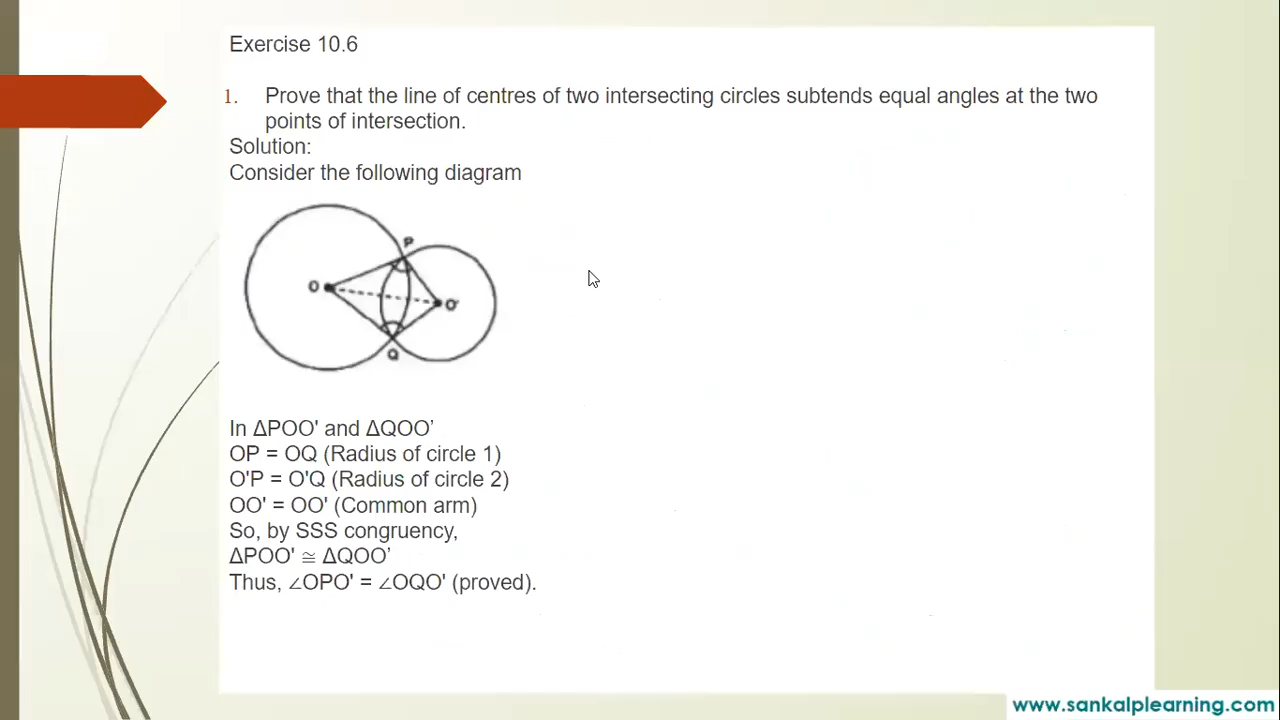 Exercise 10.6
1. Prove that the line of centres of two intersecting circles subtends equal angles at the two
points of intersection.
Solution:
Consider the following diagram
P
O
O'
Q
In ΔPOO' and ΔQOO’
OP = OQ (Radius of circle 1)
O'P = O'Q (Radius of circle 2)
OO' = OO' (Common arm)
So, by SSS congruency,
ΔPOO' ≅ ΔQOO’
Thus, ∠OPO' = ∠OQO' (proved).
www.sankalplearning.com